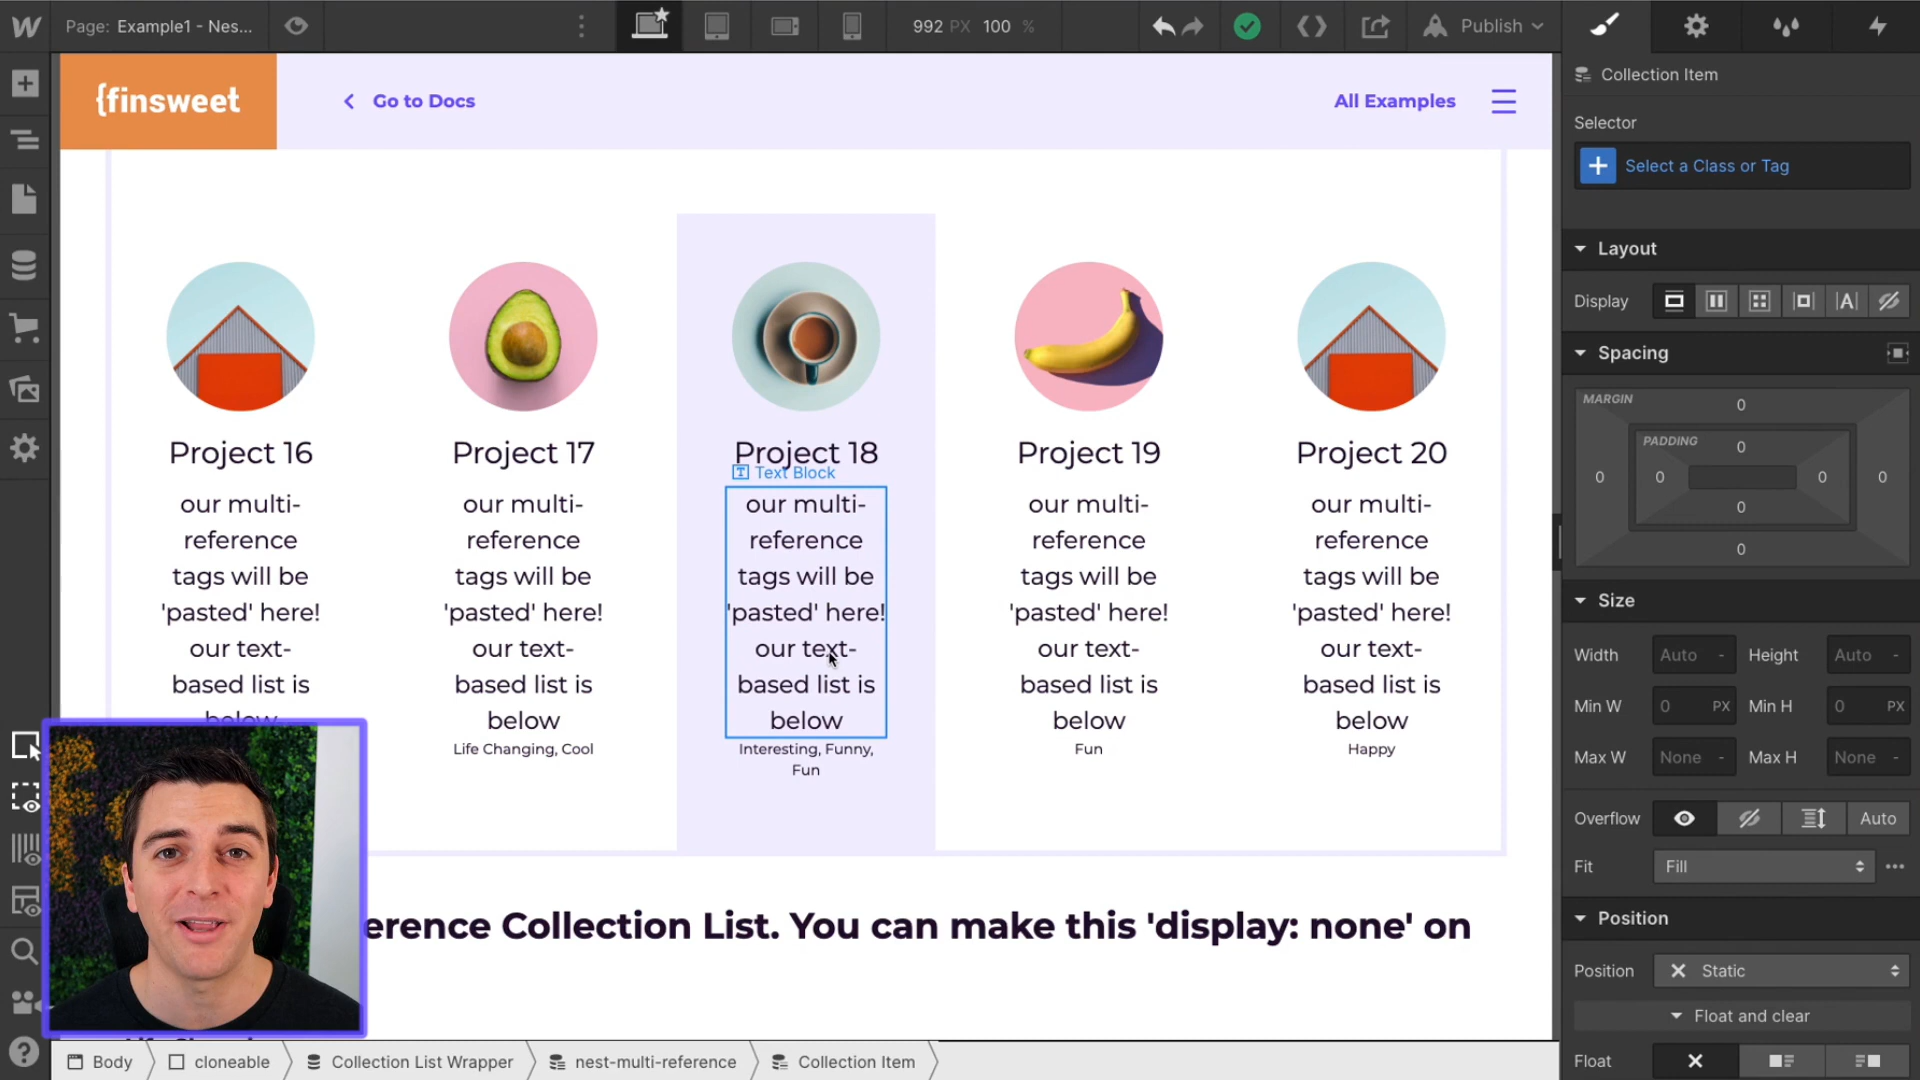 Page: Example1 - Nes...
992 PX 100 %
Publish
{finsweet
Go to Docs
All Examples
Project 16
our multi-
reference
tags will be
'pasted' here!
our text-
based list is
below
Project 17
our multi-
reference
tags will be
'pasted' here!
our text-
based list is
below
Life Changing, Cool
Project 18
Text Block
our multi-
reference
tags will be
'pasted' here!
our text-
based list is
below
Interesting, Funny,
Fun
Project 19
our multi-
reference
tags will be
'pasted' here!
our text-
based list is
below
Fun
Project 20
our multi-
reference
tags will be
'pasted' here!
our text-
based list is
below
Happy
erence Collection List. You can make this 'display: none' on
Body
cloneable
Collection List Wrapper
nest-multi-reference
Collection Item
Collection Item
Selector
Select a Class or Tag
Layout
Display
Spacing
MARGIN
0
PADDING
0
0 0 0 0
0
0
Size
Width Auto - Height Auto -
Min W 0 PX Min H 0 PX
Max W None - Max H None -
Overflow Auto
Fit Fill
Position
Position Static
Float and clear
Float